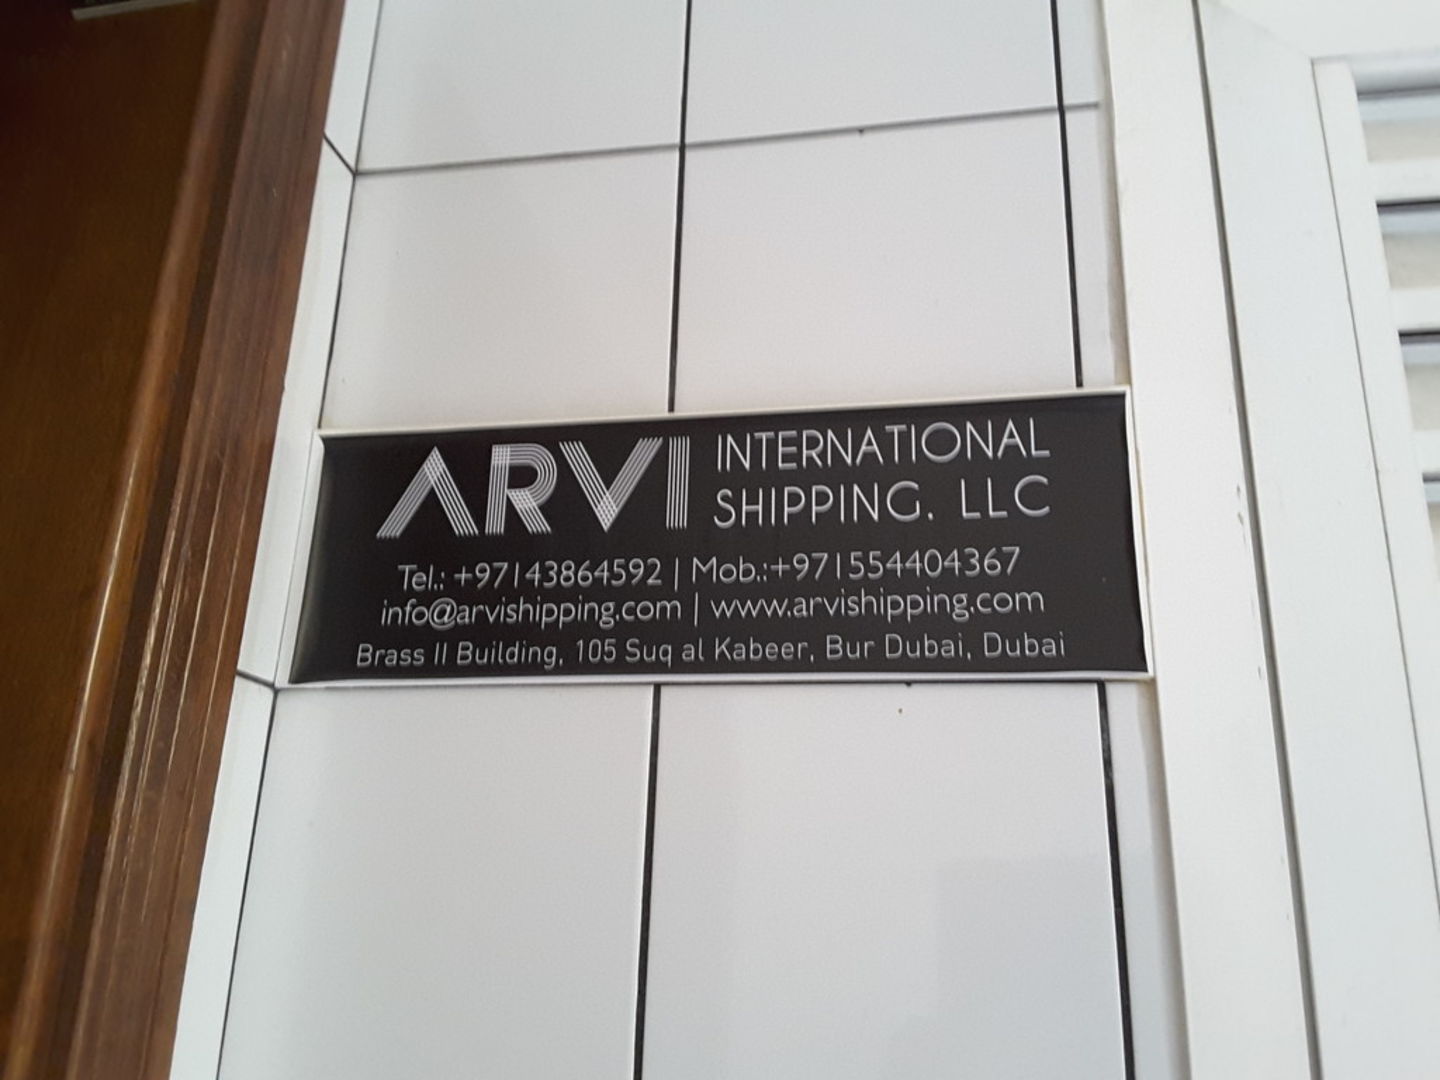 ARVI INTERNATIONAL
SHIPPING. LLC
Tel.: +97143864592 | Mob.:+971554404367
info@arvishipping.com | www.arvishipping.com
Brass II Building, 105 Suq al Kabeer, Bur Dubai, Dubai